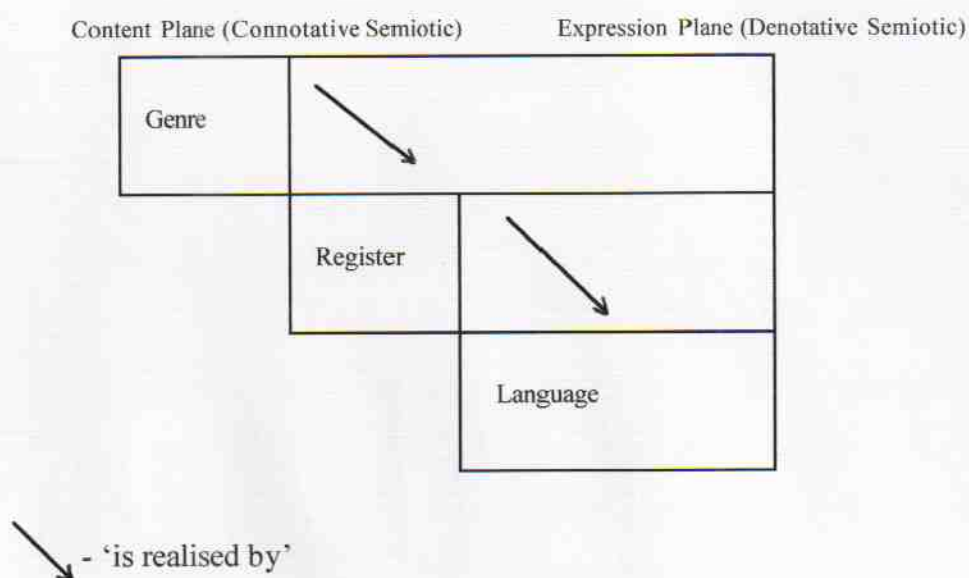 Content Plane (Connotative Semiotic) Expression Plane (Denotative Semiotic)
Genre
Register
Language
- ‘is realised by’